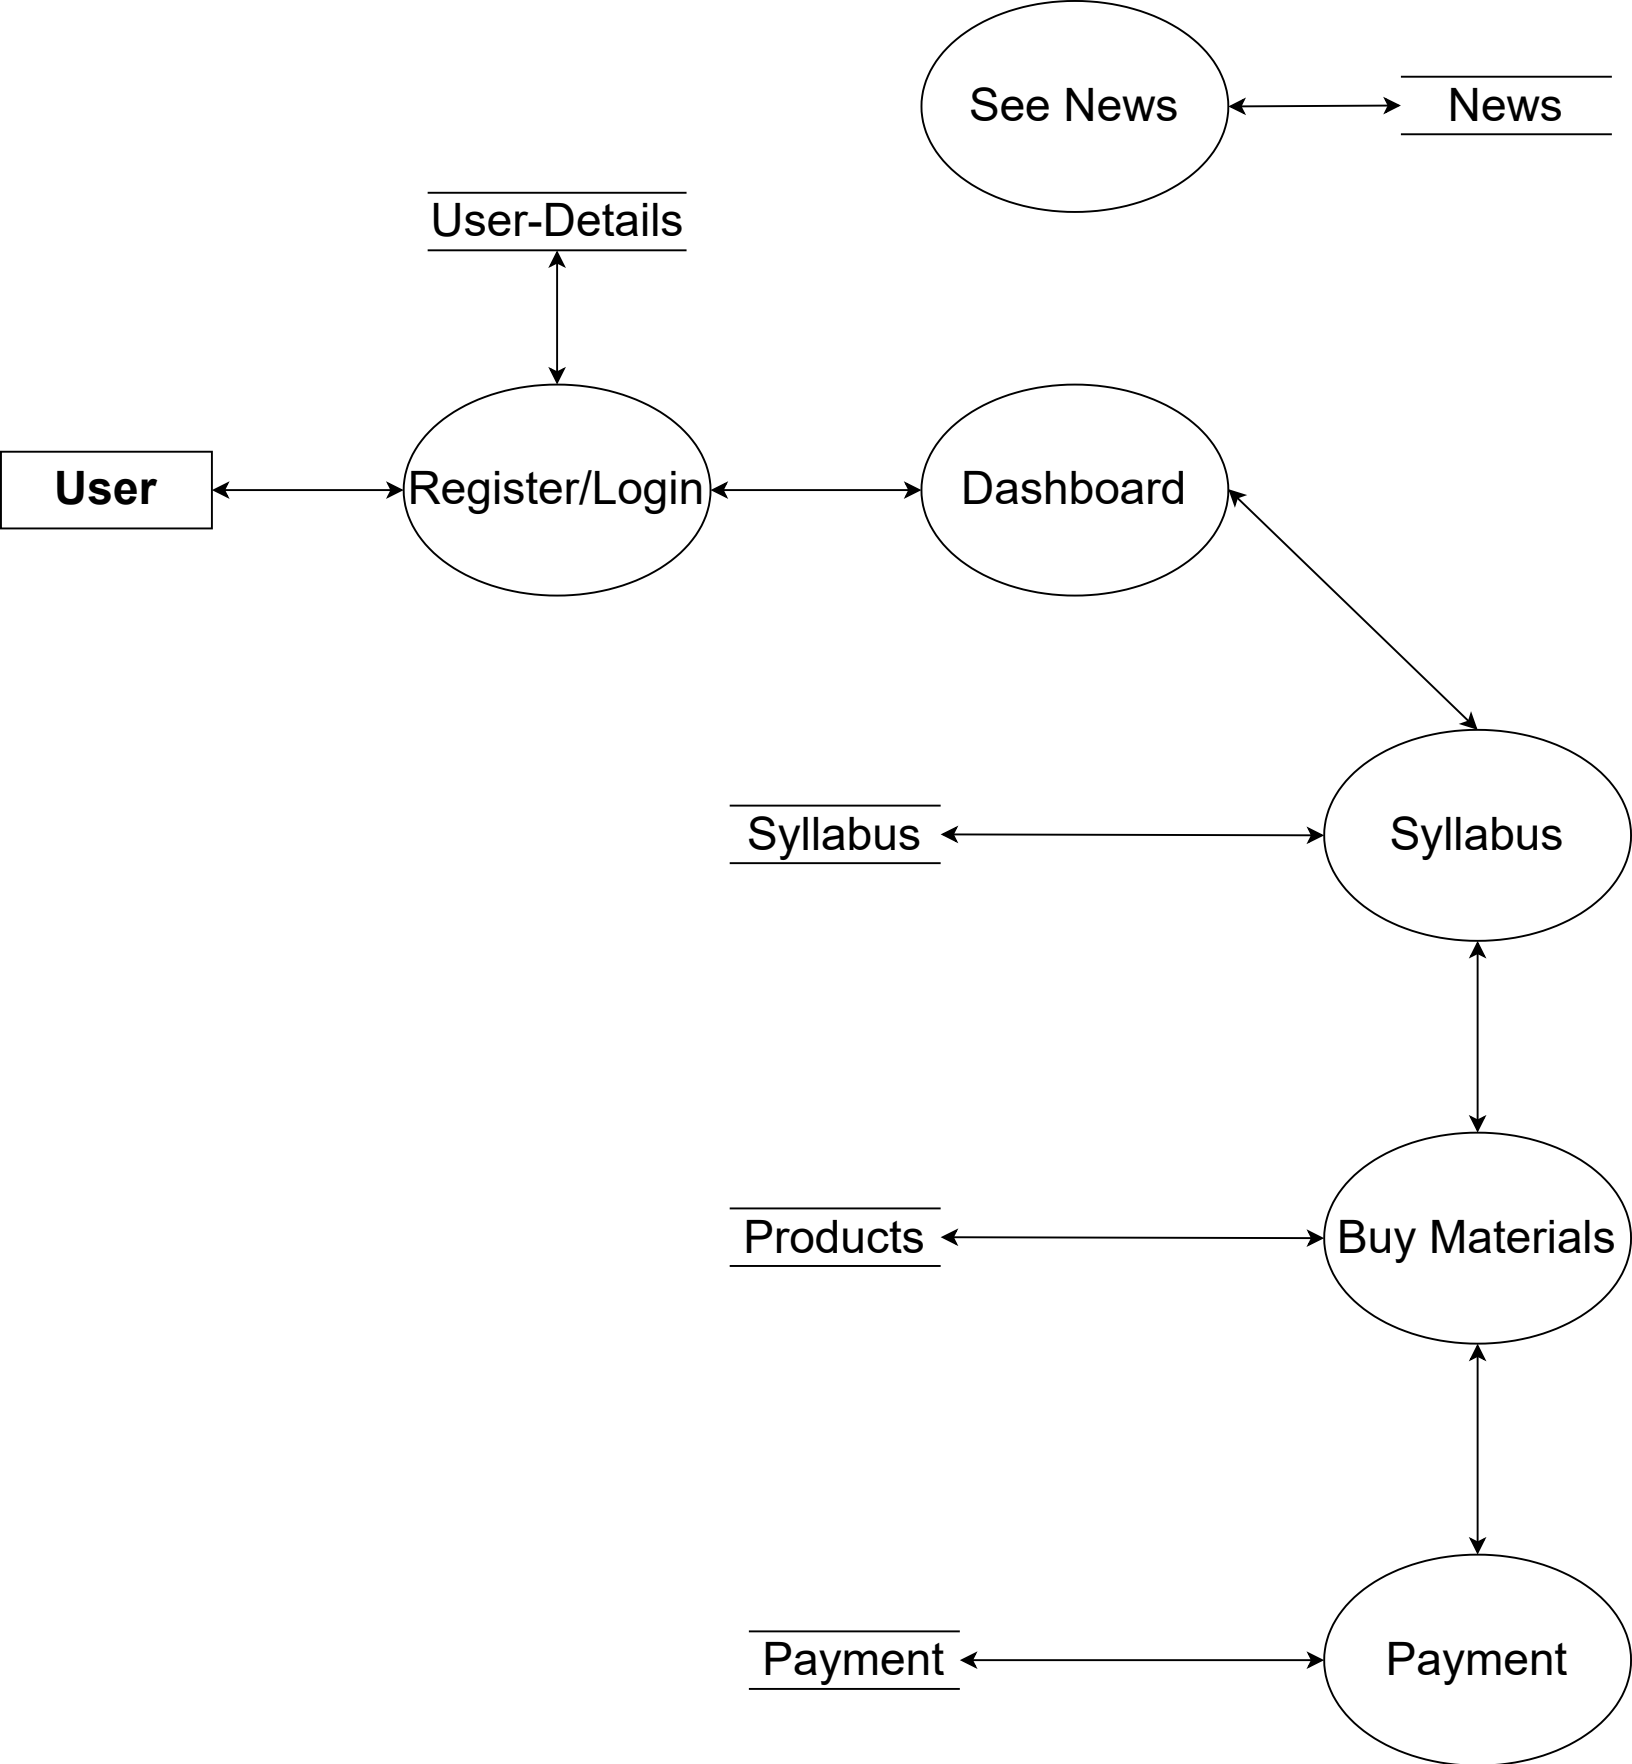 See News
News
User-Details
User
Register/Login
Dashboard
Syllabus
Syllabus
Products
Buy Materials
Payment
Payment